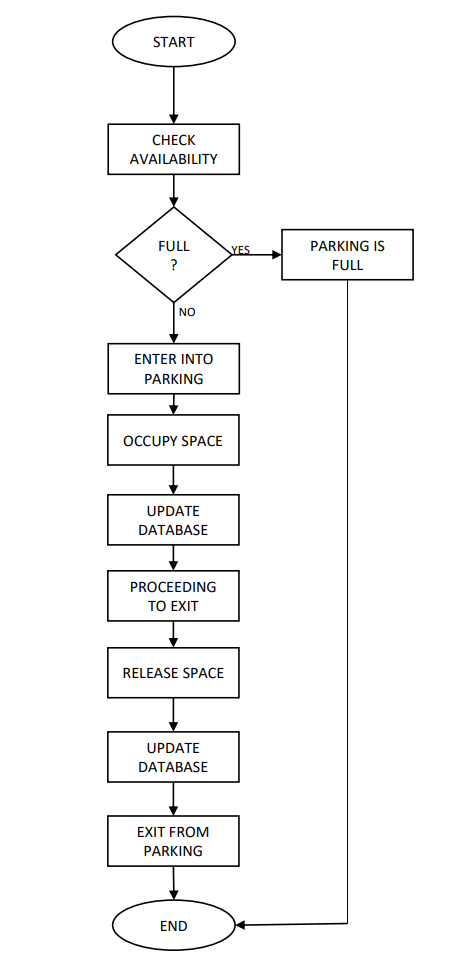 START
CHECK
AVAILABILITY
FULL
?
YES
PARKING IS
FULL
NO
ENTER INTO
PARKING
OCCUPY SPACE
UPDATE
DATABASE
PROCEEDING
TO EXIT
RELEASE SPACE
UPDATE
DATABASE
EXIT FROM
PARKING
END